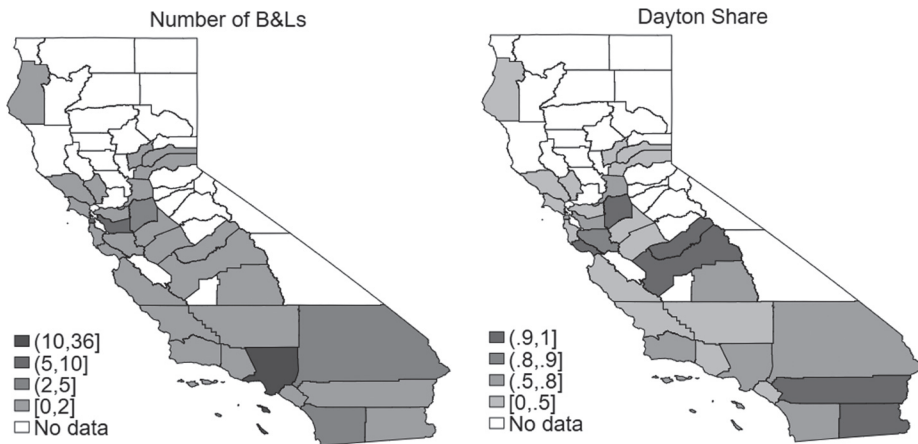 Number of B&Ls
(10,36]
(5,10]
(2,5]
[0,2]
No data
Dayton Share
(.9,1]
(.8,.9]
(.5,.8]
[0,.5]
No data